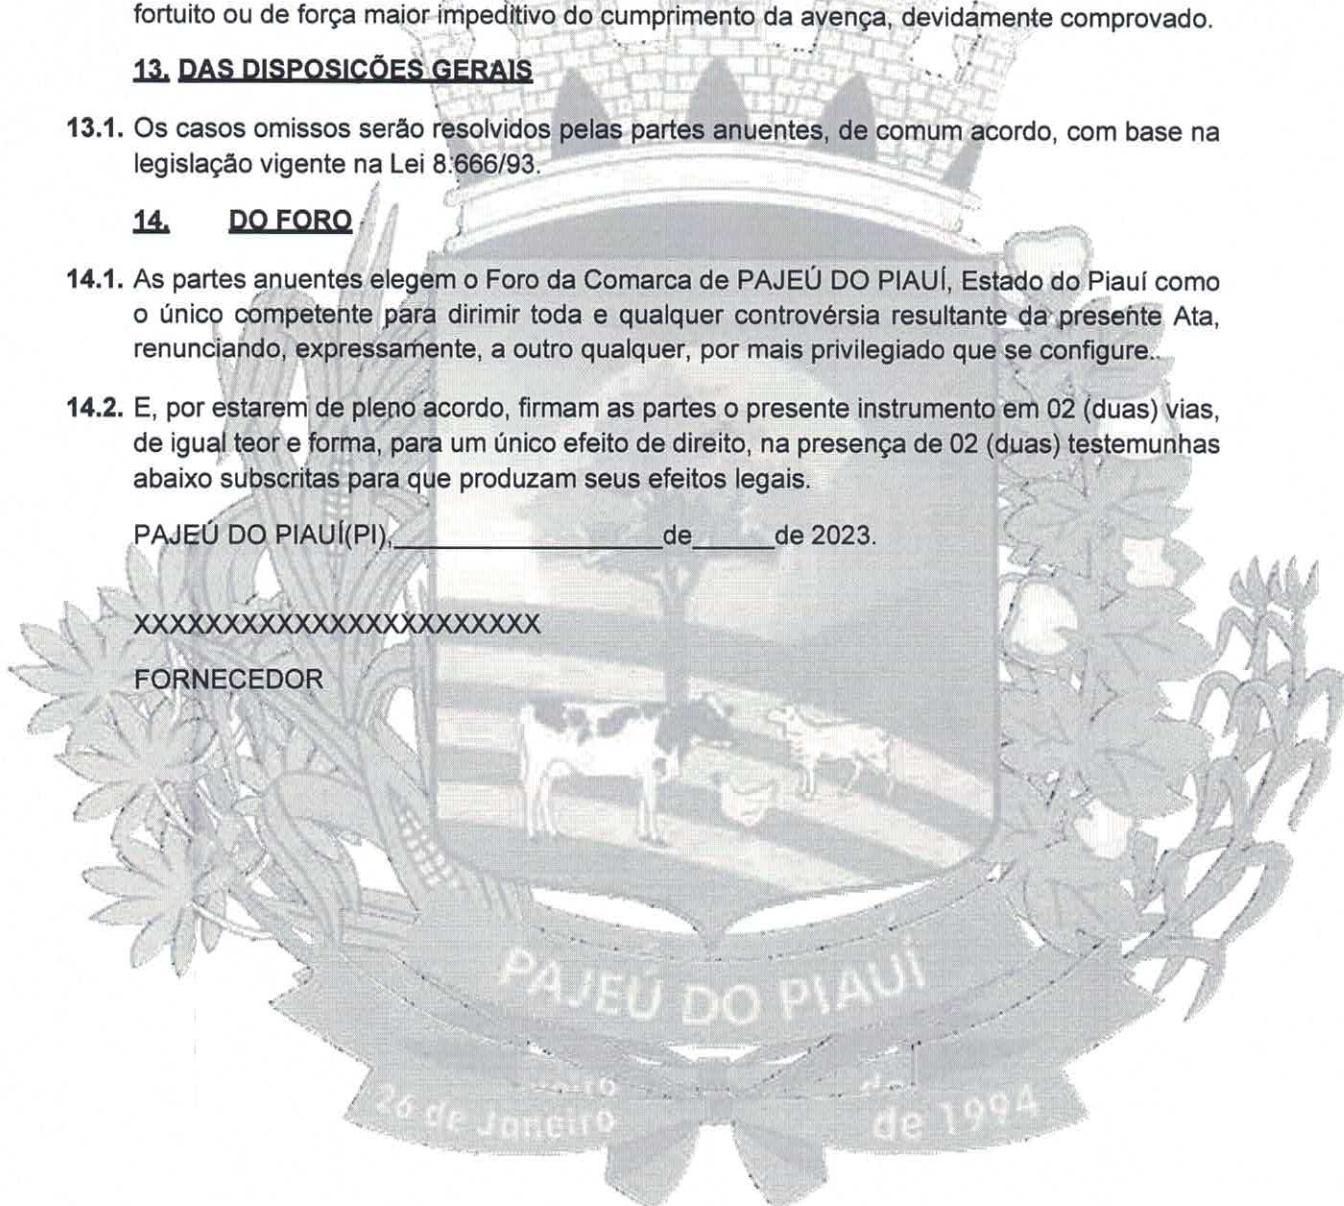 fortuito ou de força maior impeditivo do cumprimento da avença, devidamente comprovado.
13. DAS DISPOSIÇÕES GERAIS
13.1. Os casos omissos serão resolvidos pelas partes anuentes, de comum acordo, com base na
legislação vigente na Lei 8.666/93.
14. DO FORO
14.1. As partes anuentes elegem o Foro da Comarca de PAJEÚ DO PIAUÍ, Estado do Piauí como
o único competente para dirimir toda e qualquer controvérsia resultante da presente Ata,
renunciando, expressamente, a outro qualquer, por mais privilegiado que se configure..
14.2. E, por estarem de pleno acordo, firmam as partes o presente instrumento em 02 (duas) vias,
de igual teor e forma, para um único efeito de direito, na presença de 02 (duas) testemunhas
abaixo subscritas para que produzam seus efeitos legais.
PAJEÚ DO PIAUÍ(PI),____________________de______de 2023.
XXXXXXXXXXXXXXXXXXXXXXX
FORNECEDOR
PAJEÚ DO PIAUÍ
26 de Janeiro de 1994